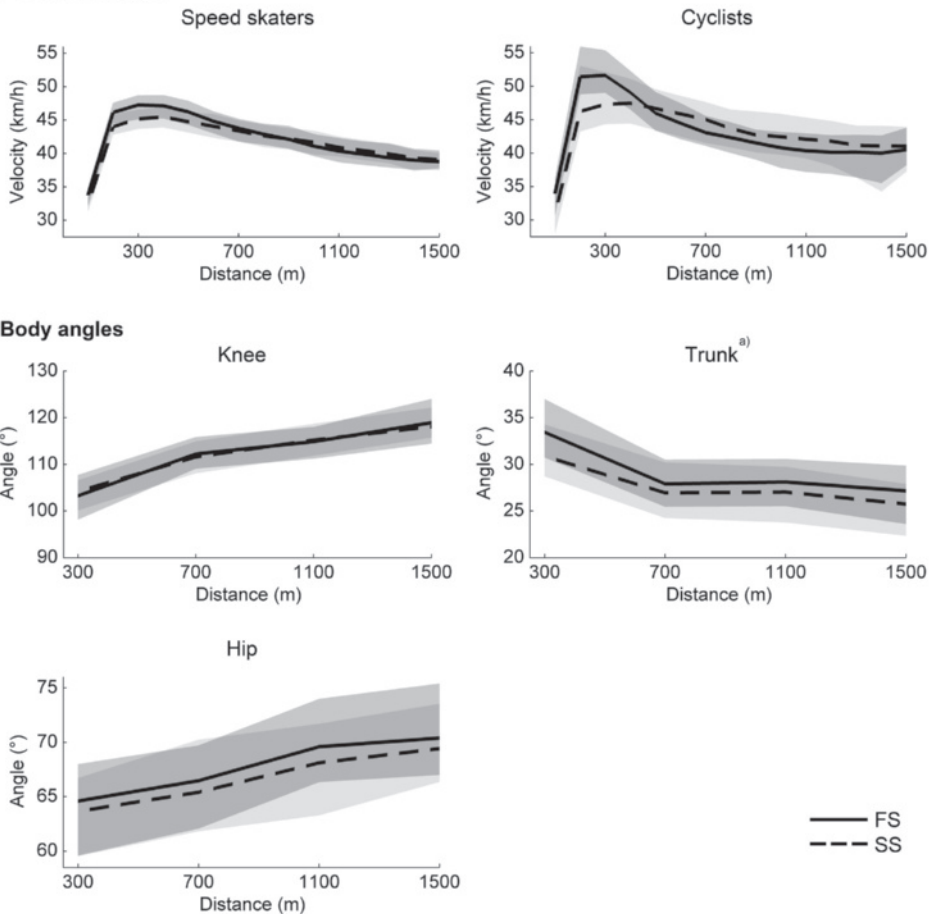 Speed skaters
Cyclists
55
50
45
40
35
30
Velocity (km/h)
300 700 1100 1500
Distance (m)
55
50
45
40
35
30
Velocity (km/h)
300 700 1100 1500
Distance (m)
Body angles
Knee
130
120
110
100
90
Angle (°)
300 700 1100 1500
Distance (m)
Trunk a)
40
35
30
25
20
Angle (°)
300 700 1100 1500
Distance (m)
Hip
75
70
65
60
Angle (°)
300 700 1100 1500
Distance (m)
FS
SS